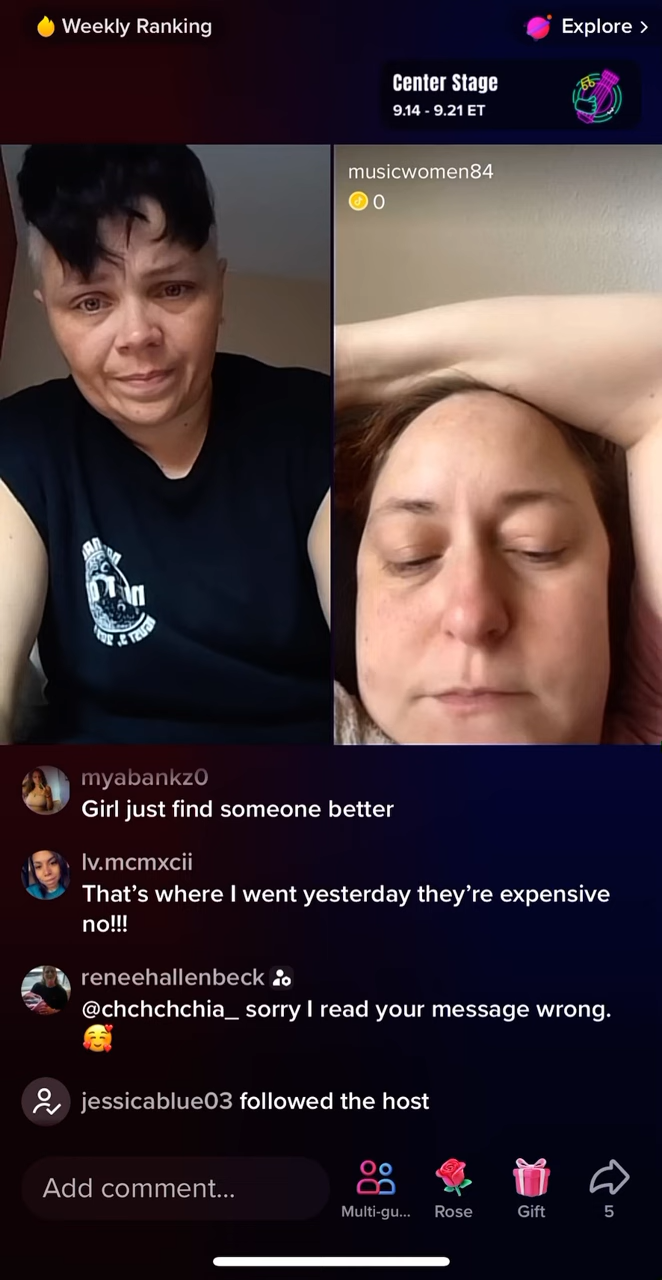 Weekly Ranking
Explore >
Center Stage
9.14 - 9.21 ET
musicwomen84
0
myabankz0
Girl just find someone better
lv.mcmxcii
That’s where I went yesterday they’re expensive
no!!!
reneehallenbeck
@chchchchia_ sorry I read your message wrong.
🥰
jessicablue03 followed the host
Add comment...
Multi-gu...
Rose
Gift
5